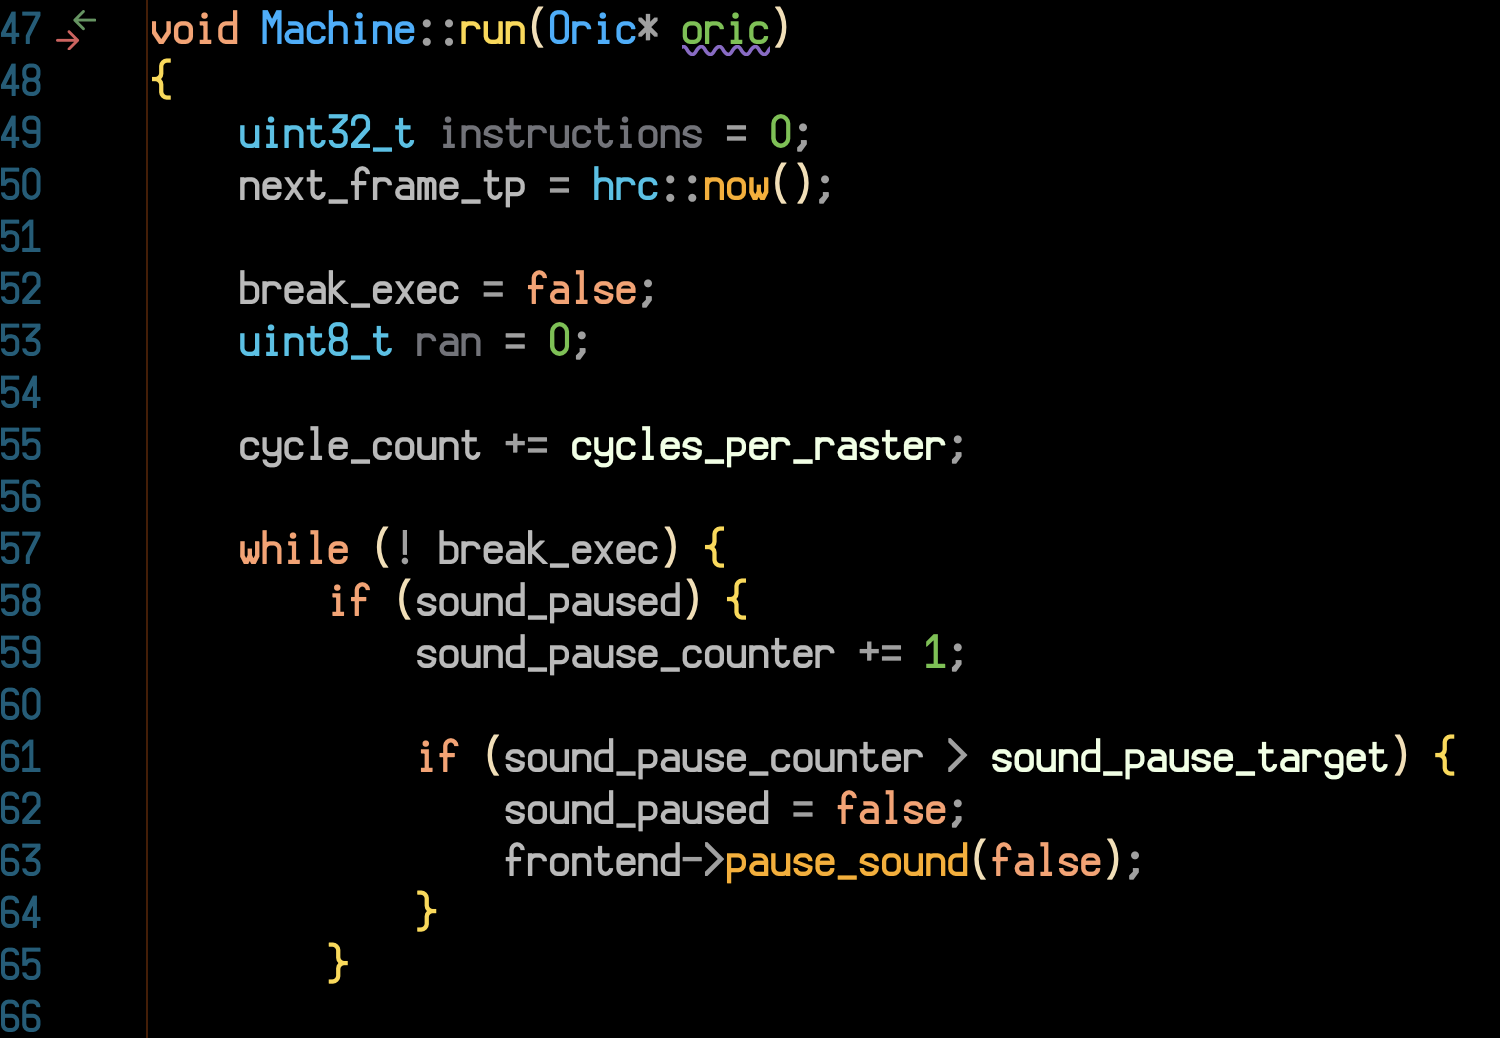 47 void Machine::run(Oric* oric)
48 {
49     uint32_t instructions = 0;
50     next_frame_tp = hrc::now();
51
52     break_exec = false;
53     uint8_t ran = 0;
54
55     cycle_count += cycles_per_raster;
56
57     while (! break_exec) {
58         if (sound_paused) {
59             sound_pause_counter += 1;
60
61             if (sound_pause_counter > sound_pause_target) {
62                 sound_paused = false;
63                 frontend->pause_sound(false);
64             }
65         }
66